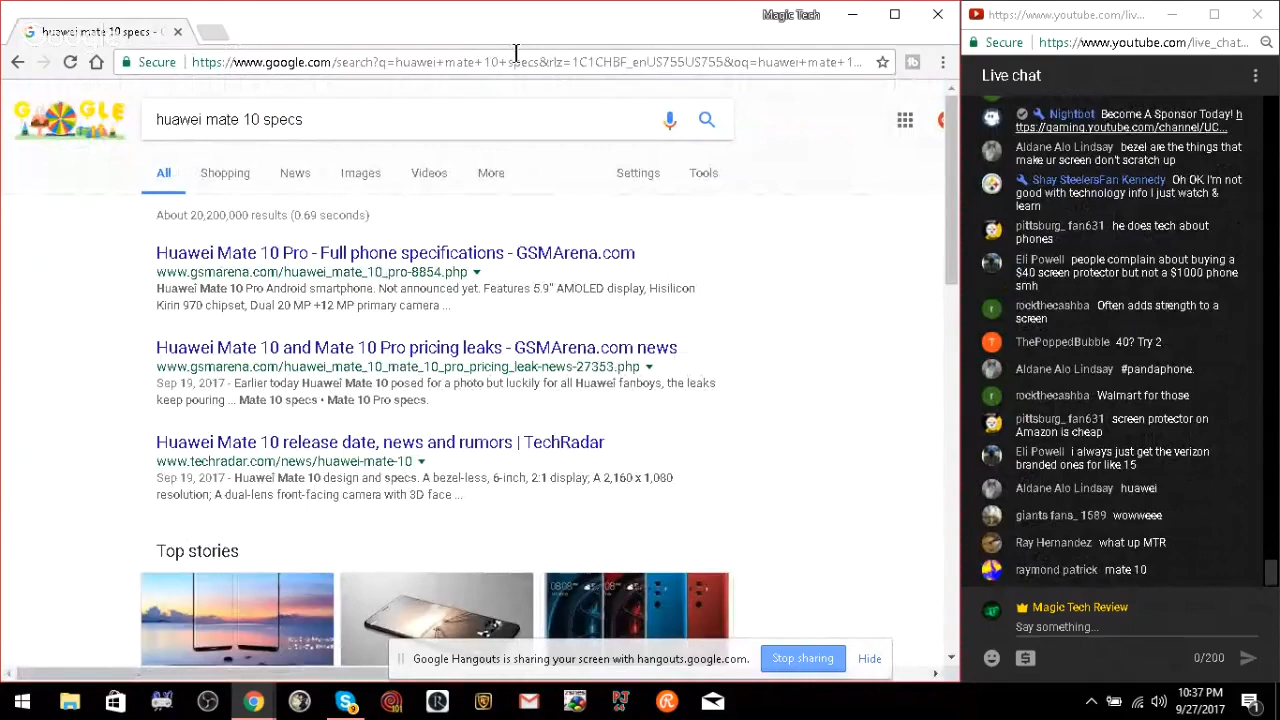 Magic Tech
huawei mate 10 specs -
Secure
https://www.google.com/search?q=huawei+mate+10+specs&rlz=1C1CHBF_enUS755US755&oq=huawei+mate+1...
GOOGLE
huawei mate 10 specs
All
Shopping
News
Images
Videos
More
Settings
Tools
About 20,200,000 results (0.69 seconds)
Huawei Mate 10 Pro - Full phone specifications - GSMArena.com
www.gsmarena.com/huawei_mate_10_pro-8854.php
Huawei Mate 10 Pro Android smartphone. Not announced yet. Features 5.9" AMOLED display, Hisilicon
Kirin 970 chipset, Dual 20 MP +12 MP primary camera ...
Huawei Mate 10 and Mate 10 Pro pricing leaks - GSMArena.com news
www.gsmarena.com/huawei_mate_10_mate_10_pro_pricing_leak-news-27353.php
Sep 19, 2017 - Earlier today Huawei Mate 10 posed for a photo but luckily for all Huawei fanboys, the leaks
keep pouring ... Mate 10 specs • Mate 10 Pro specs.
Huawei Mate 10 release date, news and rumors | TechRadar
www.techradar.com/news/huawei-mate-10
Sep 19, 2017 - Huawei Mate 10 design and specs. A bezel-less, 6-inch, 2:1 display; A 2,160 x 1,080
resolution; A dual-lens front-facing camera with 3D face ...
Top stories
08:08
Google Hangouts is sharing your screen with hangouts.google.com.
Stop sharing
Hide
https://www.youtube.com/liv...
Secure
https://www.youtube.com/live_chat...
Live chat
Nightbot Become A Sponsor Today! h
ttps://gaming.youtube.com/channel/UC...
Aldane Alo Lindsay bezel are the things that
make ur screen don't scratch up
Shay SteelersFan Kennedy Oh OK I'm not
good with technology info I just watch &
learn
pittsburg_fan631 he does tech about
phones
Eli Powell people complain about buying a
$40 screen protector but not a $1000 phone
smh
rockthecashba Often adds strength to a
screen
ThePoppedBubble 40? Try 2
Aldane Alo Lindsay #pandaphone.
rockthecashba Walmart for those
pittsburg_fan631 screen protector on
Amazon is cheap
Eli Powell i always just get the verizon
branded ones for like 15
Aldane Alo Lindsay huawei
giants fans_ 1589 wowweee
Ray Hernandez what up MTR
raymond patrick mate 10
Magic Tech Review
Say something...
0/200
10:37 PM
9/27/2017